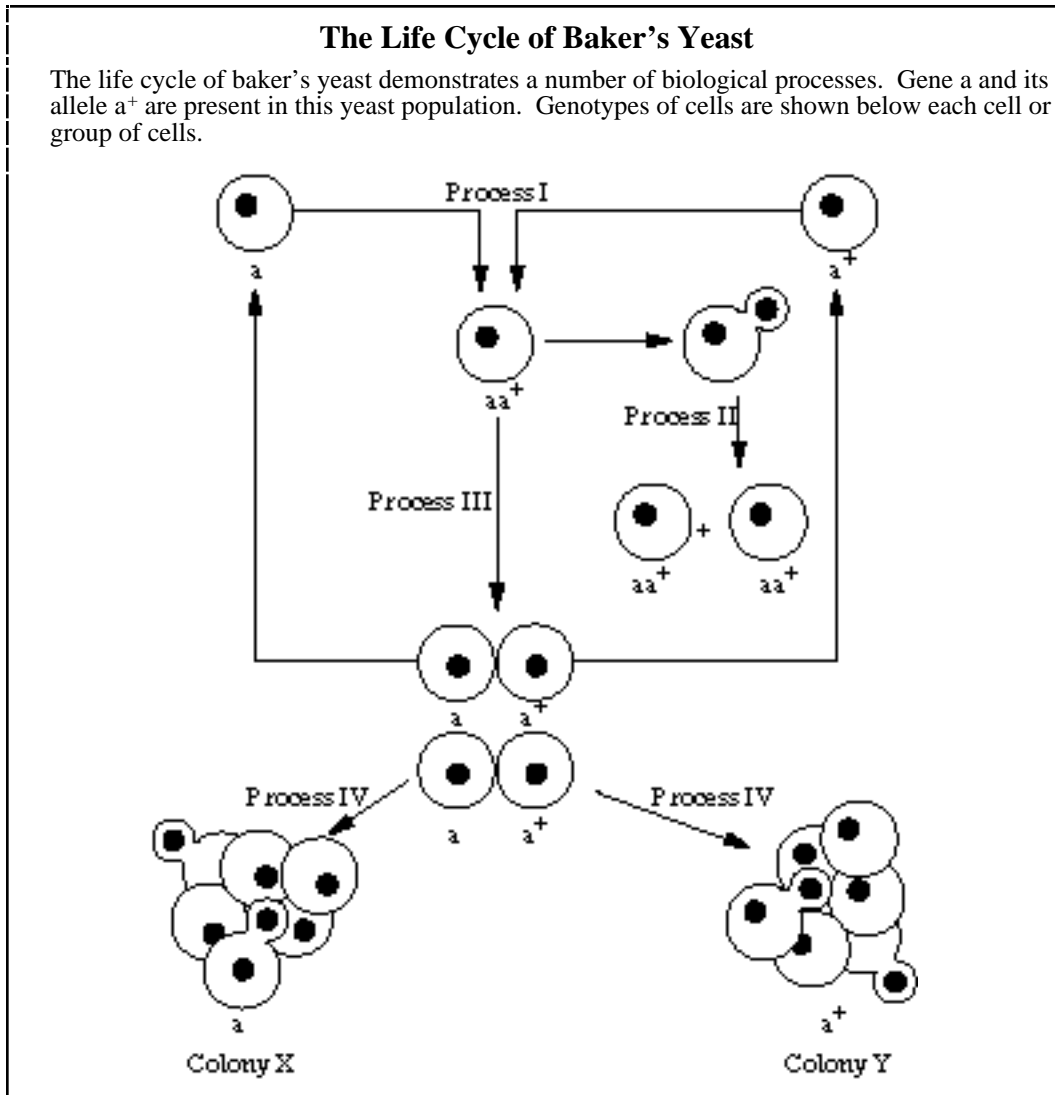 The Life Cycle of Baker’s Yeast
The life cycle of baker’s yeast demonstrates a number of biological processes.  Gene a and its
allele a⁺ are present in this yeast population.  Genotypes of cells are shown below each cell or
group of cells.
Process I
a
a⁺
aa⁺
Process II
Process III
+
aa⁺
aa⁺
a
a⁺
Process IV
Process IV
a
a⁺
a
a⁺
Colony X
Colony Y